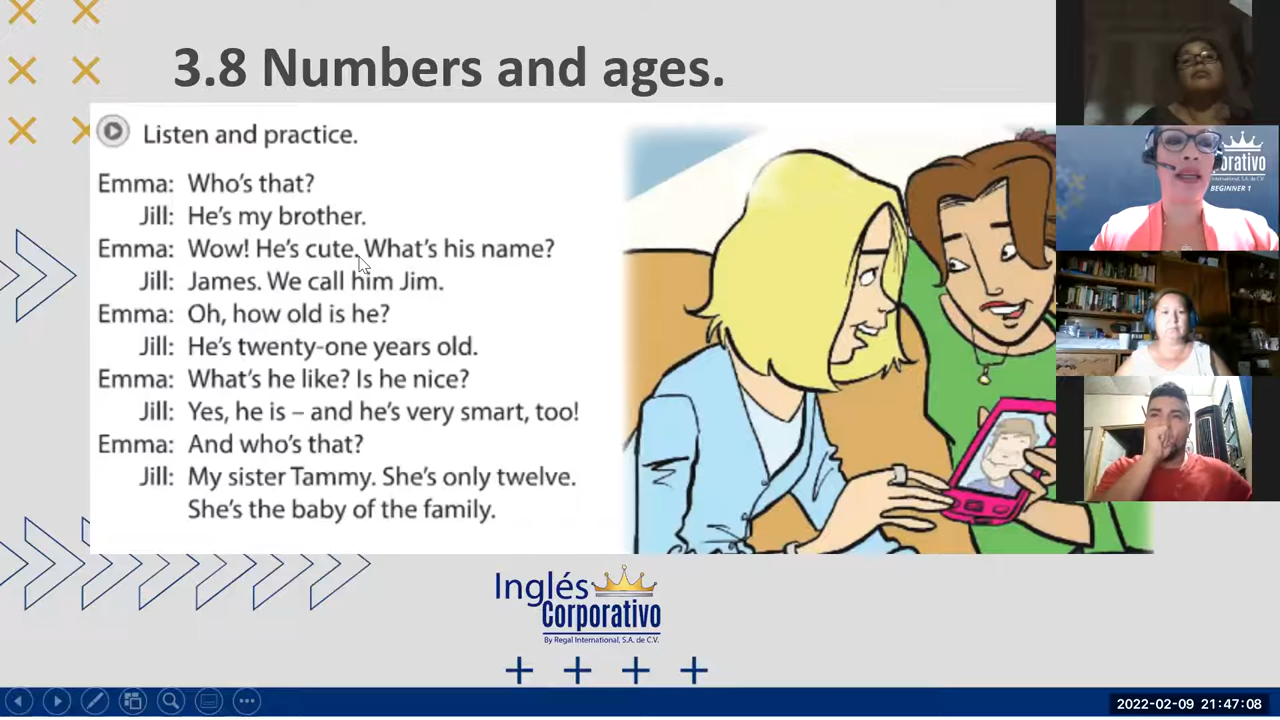 3.8 Numbers and ages.
Listen and practice.
Emma: Who's that?
Jill: He's my brother.
Emma: Wow! He's cute. What's his name?
Jill: James. We call him Jim.
Emma: Oh, how old is he?
Jill: He's twenty-one years old.
Emma: What's he like? Is he nice?
Jill: Yes, he is – and he's very smart, too!
Emma: And who's that?
Jill: My sister Tammy. She's only twelve.
She's the baby of the family.
Inglés
Corporativo
By Regal International, S.A. de C.V.
BEGINNER 1
2022-02-09 21:47:08